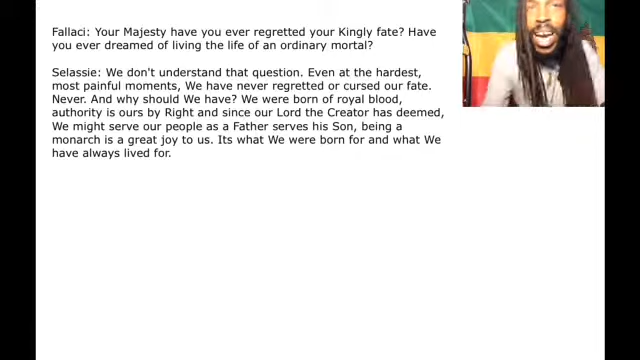 Fallaci: Your Majesty have you ever regretted your Kingly fate? Have
you ever dreamed of living the life of an ordinary mortal?
Selassie: We don't understand that question. Even at the hardest,
most painful moments, We have never regretted or cursed our fate.
Never. And why should We have? We were born of royal blood,
authority is ours by Right and since our Lord the Creator has deemed,
We might serve our people as a Father serves his Son, being a
monarch is a great joy to us. Its what We were born for and what We
have always lived for.